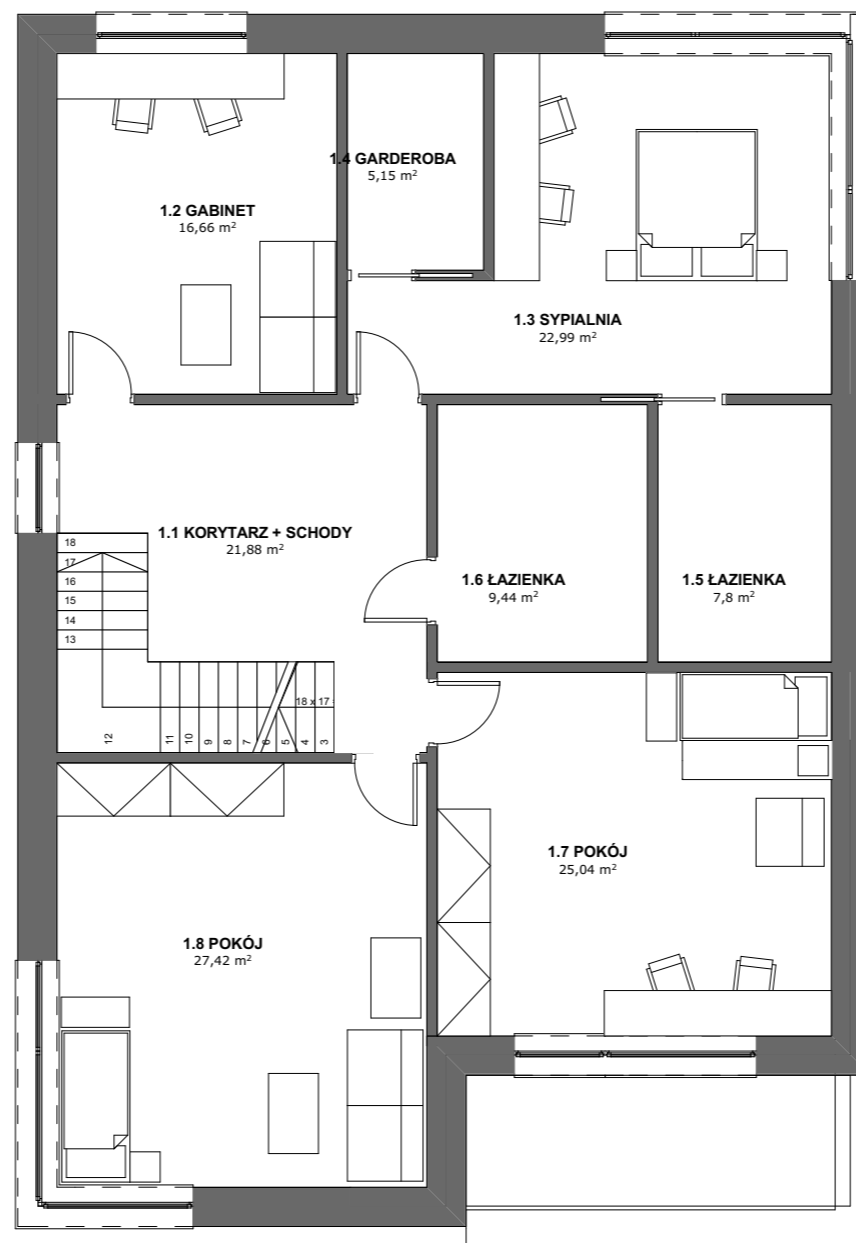 1.4 GARDEROBA
5,15 m²
1.2 GABINET
16,66 m²
1.3 SYPIALNIA
22,99 m²
1.1 KORYTARZ + SCHODY
21,88 m²
18
17
16
15
14
13
1.6 ŁAZIENKA
9,44 m²
1.5 ŁAZIENKA
7,8 m²
18 x 17
12
11
10
9
8
7
6
5
4
3
1.7 POKÓJ
25,04 m²
1.8 POKÓJ
27,42 m²